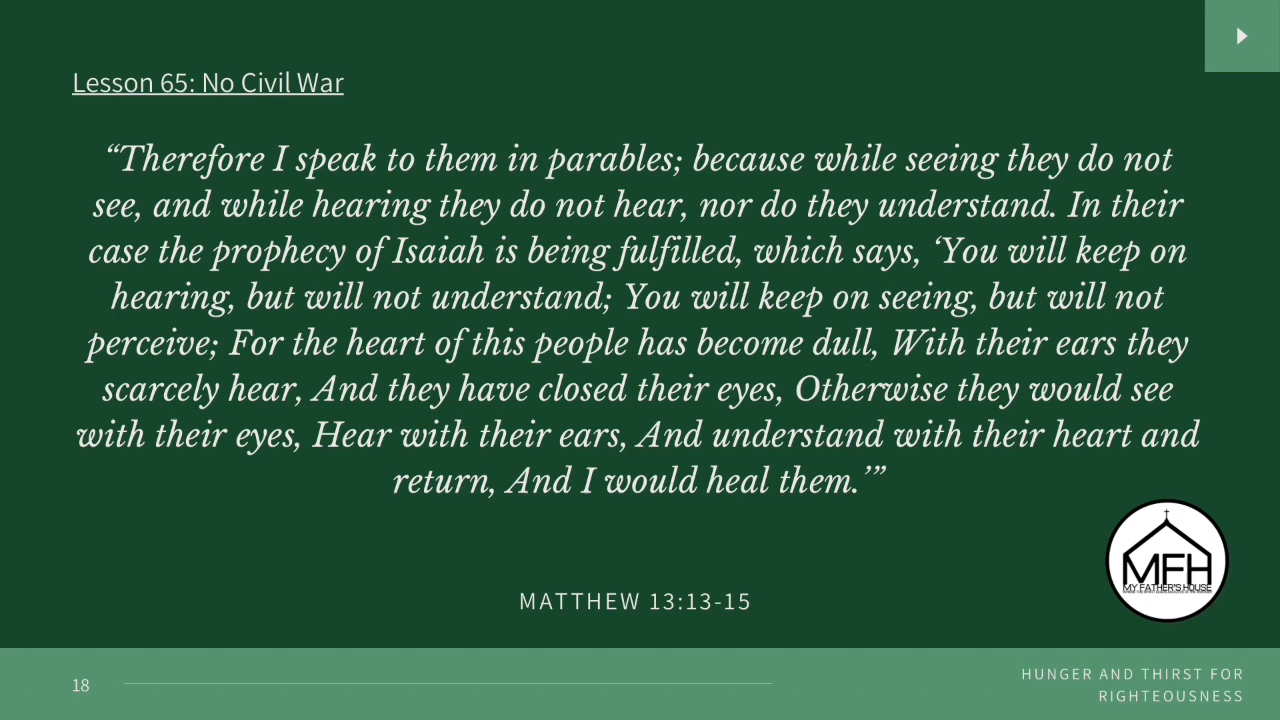 Lesson 65: No Civil War
“Therefore I speak to them in parables; because while seeing they do not
see, and while hearing they do not hear, nor do they understand. In their
case the prophecy of Isaiah is being fulfilled, which says, ‘You will keep on
hearing, but will not understand; You will keep on seeing, but will not
perceive; For the heart of this people has become dull, With their ears they
scarcely hear, And they have closed their eyes, Otherwise they would see
with their eyes, Hear with their ears, And understand with their heart and
return, And I would heal them.’”
MFH
MY FATHER'S HOUSE
MATTHEW 13:13-15
18
HUNGER AND THIRST FOR
RIGHTEOUSNESS